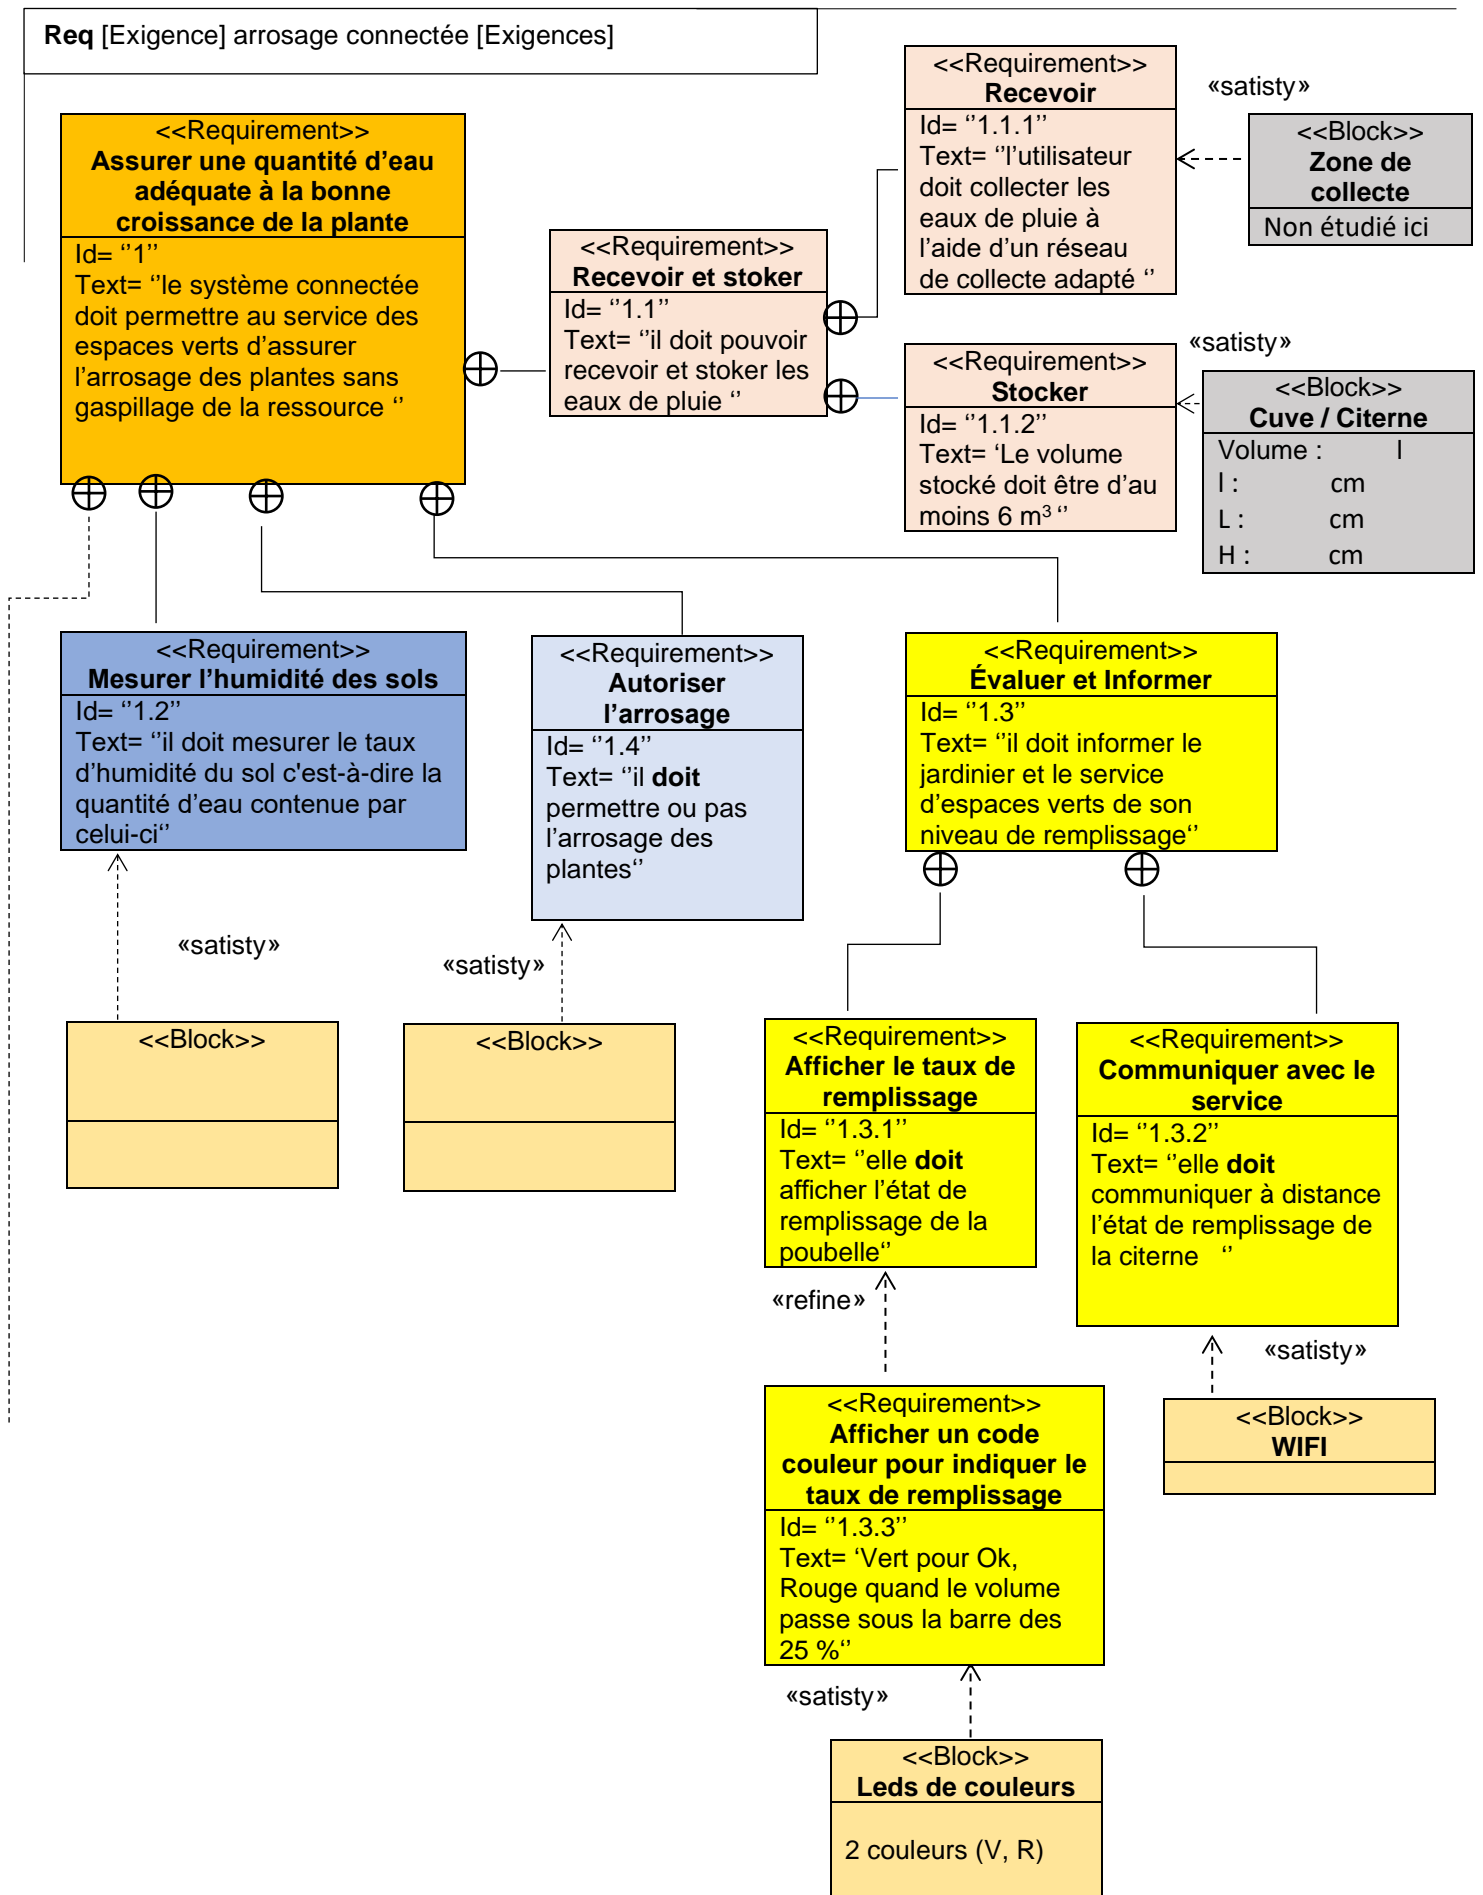 Req [Exigence] arrosage connectée [Exigences]
<<Requirement>>
Assurer une quantité d’eau
adéquate à la bonne
croissance de la plante
Id= ‘’1’’
Text= ‘’le système connectée
doit permettre au service des
espaces verts d’assurer
l’arrosage des plantes sans
gaspillage de la ressource ‘’
<<Requirement>>
Recevoir et stoker
Id= ‘’1.1’’
Text= ‘’il doit pouvoir
recevoir et stoker les
eaux de pluie ‘’
<<Requirement>>
Recevoir
Id= ‘’1.1.1’’
Text= ‘’l’utilisateur
doit collecter les
eaux de pluie à
l’aide d’un réseau
de collecte adapté ‘’
«satisty»
<<Block>>
Zone de
collecte
Non étudié ici
<<Requirement>>
Stocker
Id= ‘’1.1.2’’
Text= ‘Le volume
stocké doit être d’au
moins 6 m³ ‘’
«satisty»
<<Block>>
Cuve / Citerne
Volume : l
l : cm
L : cm
H : cm
<<Requirement>>
Mesurer l’humidité des sols
Id= ‘’1.2’’
Text= ‘’il doit mesurer le taux
d’humidité du sol c'est-à-dire la
quantité d’eau contenue par
celui-ci‘’
«satisty»
<<Block>>
<<Requirement>>
Autoriser
l’arrosage
Id= ‘’1.4’’
Text= ‘’il doit
permettre ou pas
l’arrosage des
plantes‘’
«satisty»
<<Block>>
<<Requirement>>
Évaluer et Informer
Id= ‘’1.3’’
Text= ‘’il doit informer le
jardinier et le service
d’espaces verts de son
niveau de remplissage‘’
<<Requirement>>
Afficher le taux de
remplissage
Id= ‘’1.3.1’’
Text= ‘’elle doit
afficher l’état de
remplissage de la
poubelle‘’
«refine»
<<Requirement>>
Communiquer avec le
service
Id= ‘’1.3.2’’
Text= ‘’elle doit
communiquer à distance
l’état de remplissage de
la citerne ‘’
«satisty»
<<Block>>
WIFI
<<Requirement>>
Afficher un code
couleur pour indiquer le
taux de remplissage
Id= ‘’1.3.3’’
Text= ‘Vert pour Ok,
Rouge quand le volume
passe sous la barre des
25 %‘’
«satisty»
<<Block>>
Leds de couleurs
2 couleurs (V, R)